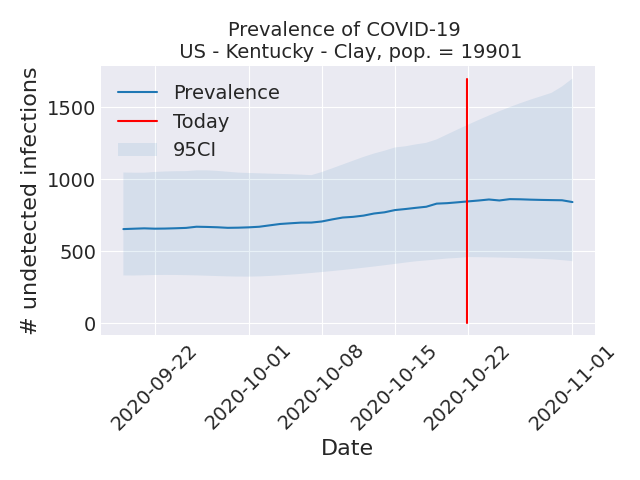 Prevalence of COVID-19
US - Kentucky - Clay, pop. = 19901
# undetected infections
1500
1000
500
0
Prevalence
Today
95CI
2020-09-22
2020-10-01
2020-10-08
2020-10-15
2020-10-22
2020-11-01
Date